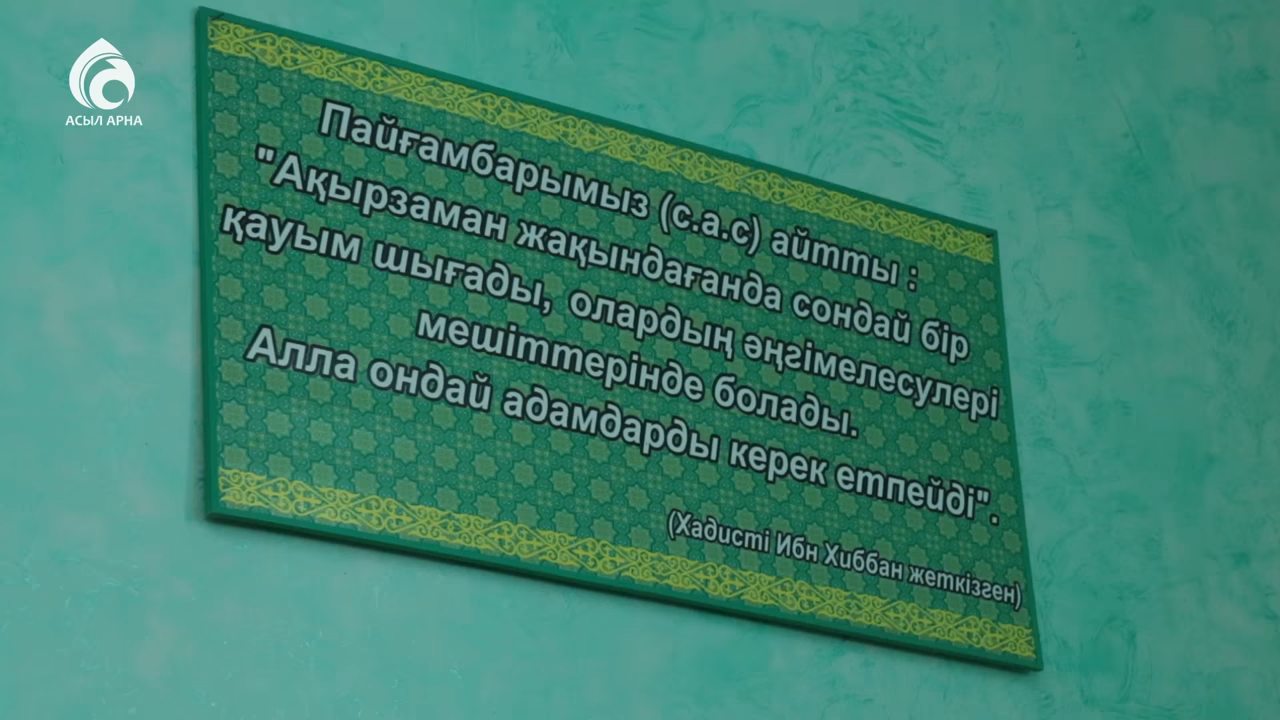 АСЫЛ АРНА
Пайғамбарымыз (с.а.с) айтты :
"Ақырзаман жақындағанда сондай бір
қауым шығады, олардың әңгімелесулері
мешіттерінде болады.
Алла ондай адамдарды керек етпейді".
(Хадисті Ибн Хиббан жеткізген)